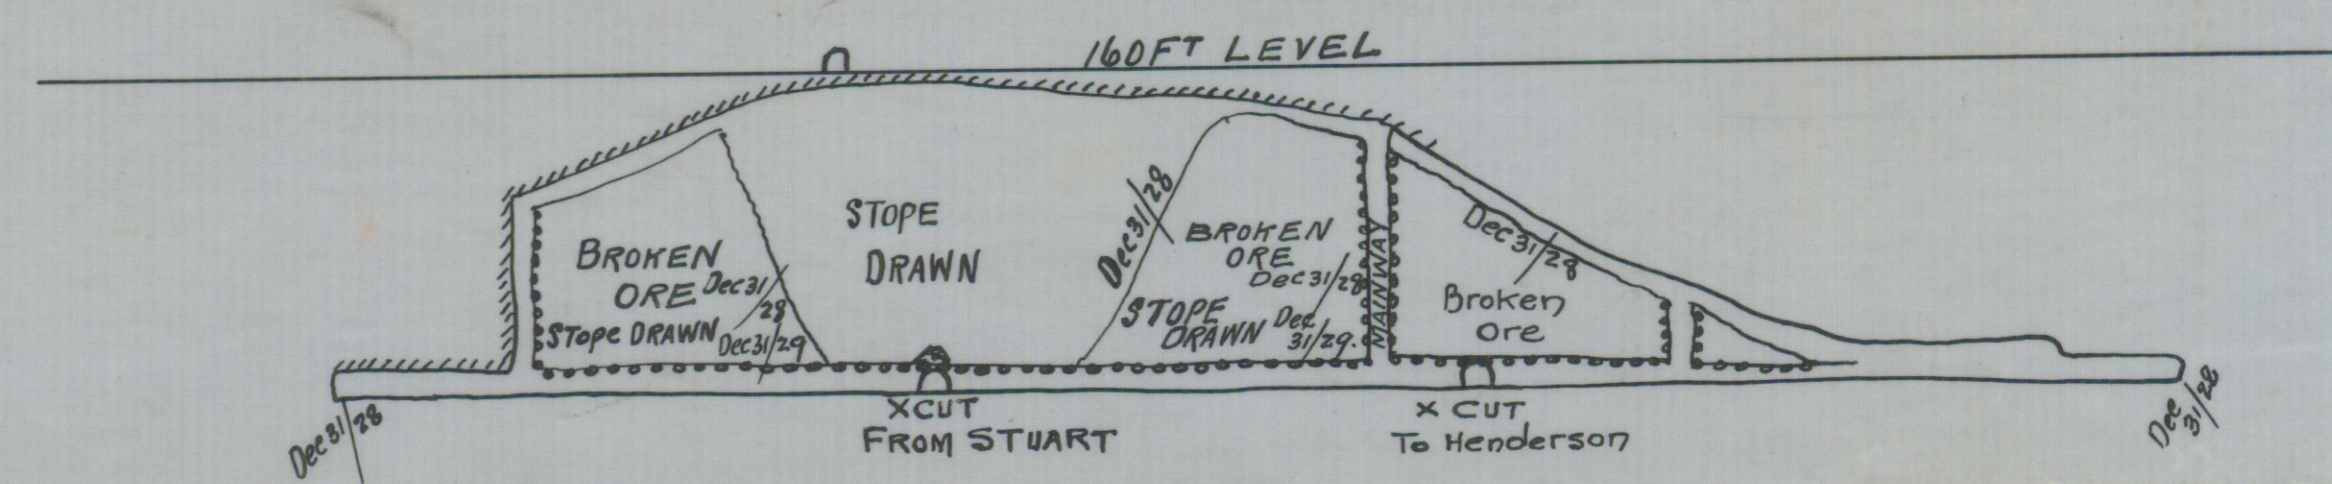 160FT LEVEL
STOPE
DRAWN
BROKEN
ORE
Dec 31/28
STOPE DRAWN
Dec 31/29
Dec 31/28
BROKEN
ORE
Dec 31/28
STOPE
DRAWN
Dec
31/29.
MAINWAY
Dec 31/28
Broken
Ore
XCUT
FROM STUART
X CUT
To Henderson
Dec 31/28
Dec
31/28